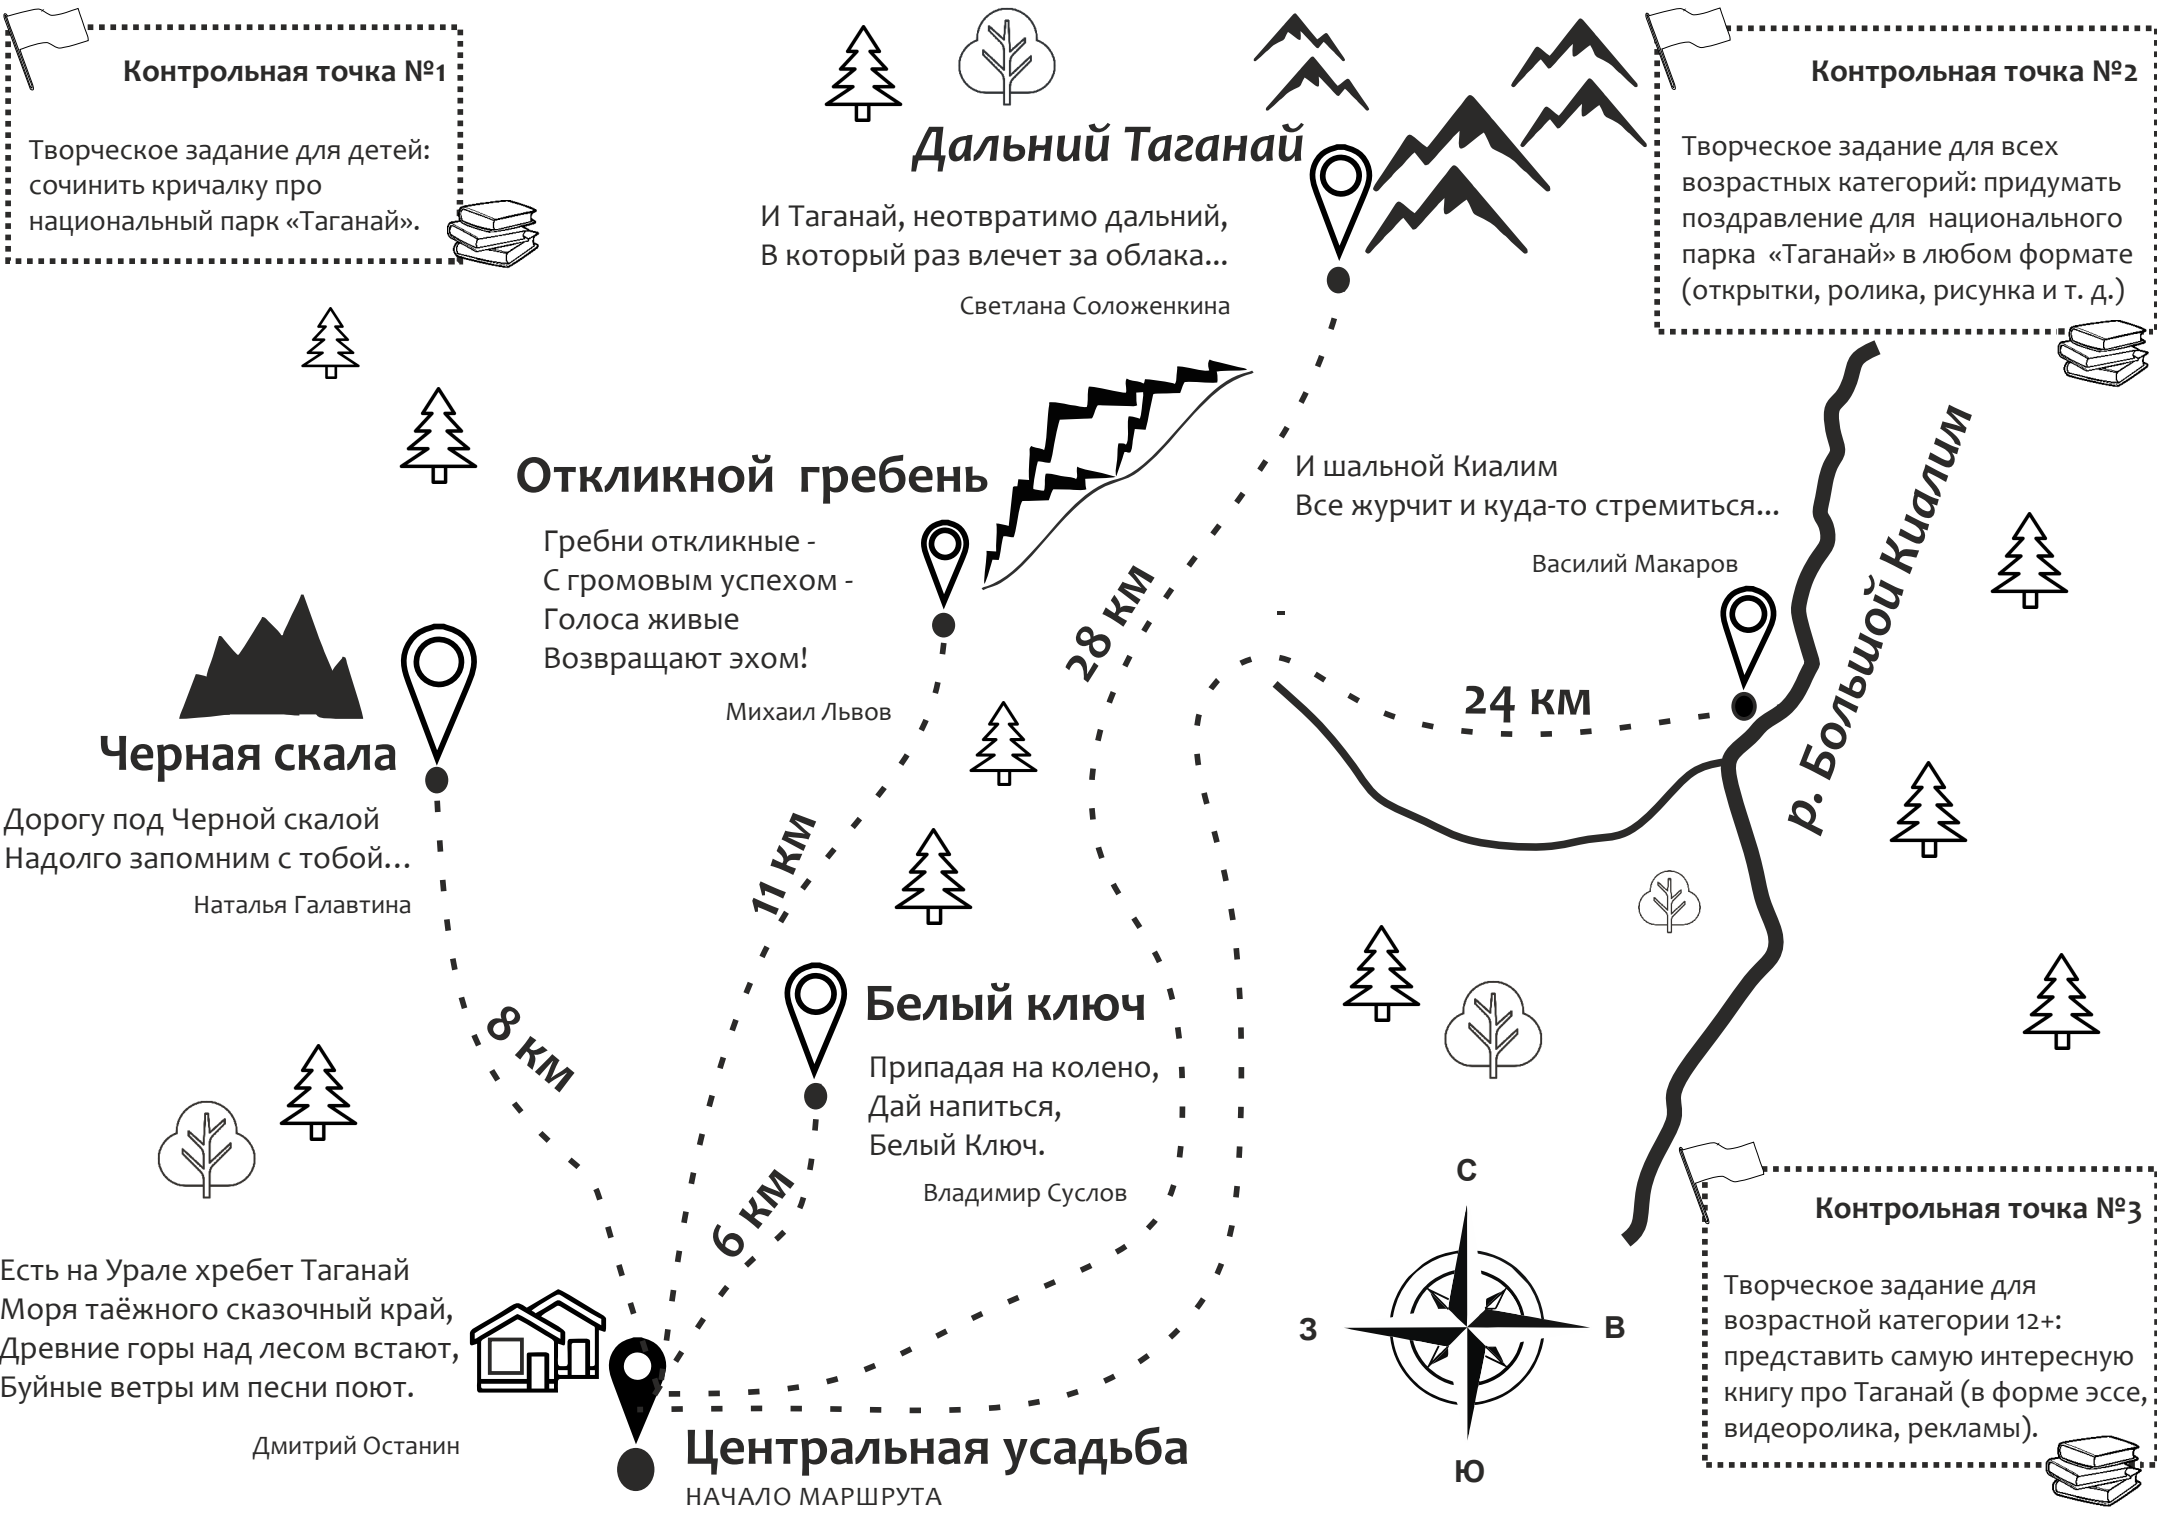 Контрольная точка №1
Творческое задание для детей:
сочинить кричалку про
национальный парк «Таганай».
Дальний Таганай
И Таганай, неотвратимо дальний,
В который раз влечет за облака...
Светлана Соложенкина
Контрольная точка №2
Творческое задание для всех
возрастных категорий: придумать
поздравление для национального
парка «Таганай» в любом формате
(открытки, ролика, рисунка и т. д.)
Откликной гребень
Гребни откликные -
С громовым успехом -
Голоса живые
Возвращают эхом!
Михаил Львов
28 км
И шальной Киалим
Все журчит и куда-то стремиться...
Василий Макаров
р. Большой Киалим
24 км
Черная скала
Дорогу под Черной скалой
Надолго запомним с тобой...
Наталья Галавтина
11 км
8 км
Белый ключ
Припадая на колено,
Дай напиться,
Белый Ключ.
Владимир Суслов
6 км
Есть на Урале хребет Таганай
Моря таёжного сказочный край,
Древние горы над лесом встают,
Буйные ветры им песни поют.
Дмитрий Останин
Центральная усадьба
НАЧАЛО МАРШРУТА
С
З
В
Ю
Контрольная точка №3
Творческое задание для
возрастной категории 12+:
представить самую интересную
книгу про Таганай (в форме эссе,
видеоролика, рекламы).